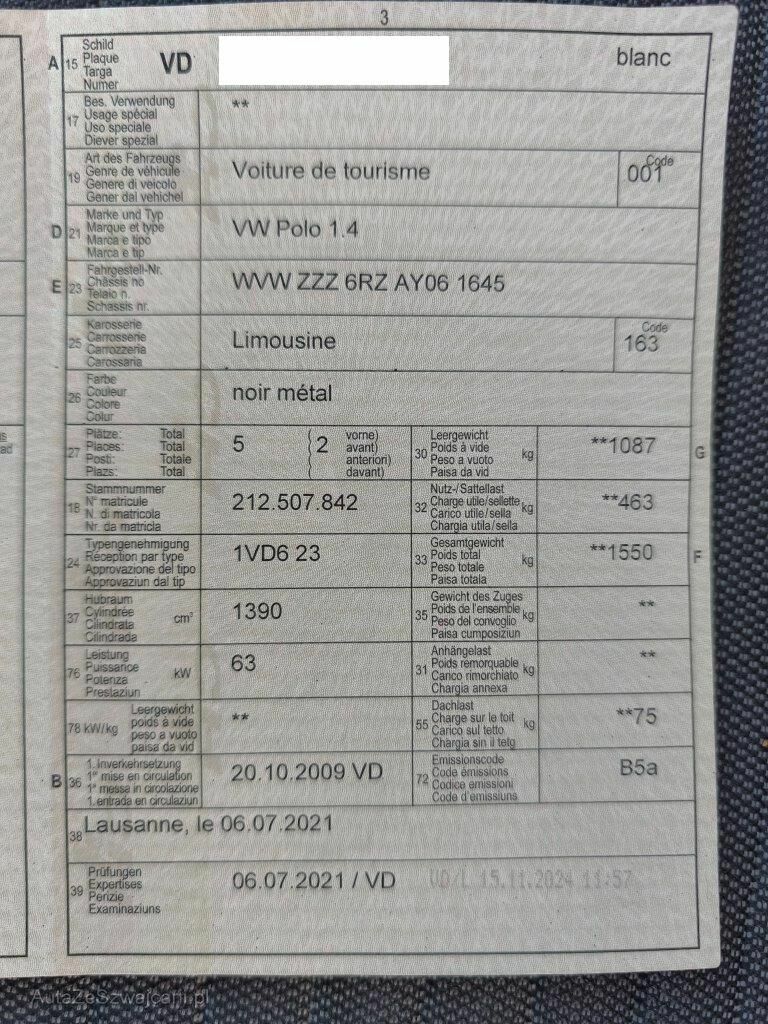 3
A 15 Schild
Plaque
Targa
Numer
VD
blanc
17 Bes. Verwendung
Usage spécial
Uso speciale
Diever spezial
**
19 Art des Fahrzeugs
Genre de véhicule
Genere di veicolo
Gener dal vehichel
Voiture de tourisme
Code
001
D 21 Marke und Typ
Marque et type
Marca e tipo
Marca e tip
VW Polo 1.4
E 23 Fahrgestell-Nr.
Châssis no
Telaio n.
Schassis nr.
WVW ZZZ 6RZ AY06 1645
25 Karosserie
Carrosserie
Carrozzeria
Carossaria
Limousine
Code
163
26 Farbe
Couleur
Colore
Colur
noir métal
27 Plätze: Total
Places: Total
Posti: Totale
Plazs: Total
5 ( 2 vorne)
avant)
anteriori)
davant)
30 Leergewicht
Poids à vide
Peso a vuoto
Paisa da vid
kg
**1087
G
18 Stammnummer
N° matricule
N. di matricola
Nr. da matricla
212.507.842
32 Nutz-/Sattellast
Charge utile/sellette
Carico utile/sella
Chargia utila/sella
kg
**463
24 Typengenehmigung
Réception par type
Approvazione del tipo
Approvaziun dal tip
1VD6 23
33 Gesamtgewicht
Poids total
Peso totale
Paisa totala
kg
**1550
F
37 Hubraum
Cylindrée
Cilindrata
Cilindrada
cm³
1390
35 Gewicht des Zuges
Poids de l'ensemble
Peso del convoglio
Paisa cumposiziun
kg
**
76 Leistung
Puissance
Potenza
Prestaziun
kW
63
31 Anhängelast
Poids remorquable
Carico rimorchiato
Chargia annexa
kg
**
78 kW/kg
Leergewicht
poids à vide
peso a vuoto
paisa da vid
**
55 Dachlast
Charge sur le toit
Carico sul tetto
Chargia sin il tetg
kg
**75
B 36 1. Inverkehrsetzung
1re mise en circulation
1a messa in circolazione
1. entrada en circulaziun
20.10.2009 VD
72 Emissionscode
Code émissions
Codice emissioni
Code d'emissiuns
B5a
38 Lausanne, le 06.07.2021
39 Prüfungen
Expertises
Perizie
Examinaziuns
06.07.2021 / VD
VD/L 15.11.2024 11:57
AutaZeSzwajcarii.pl